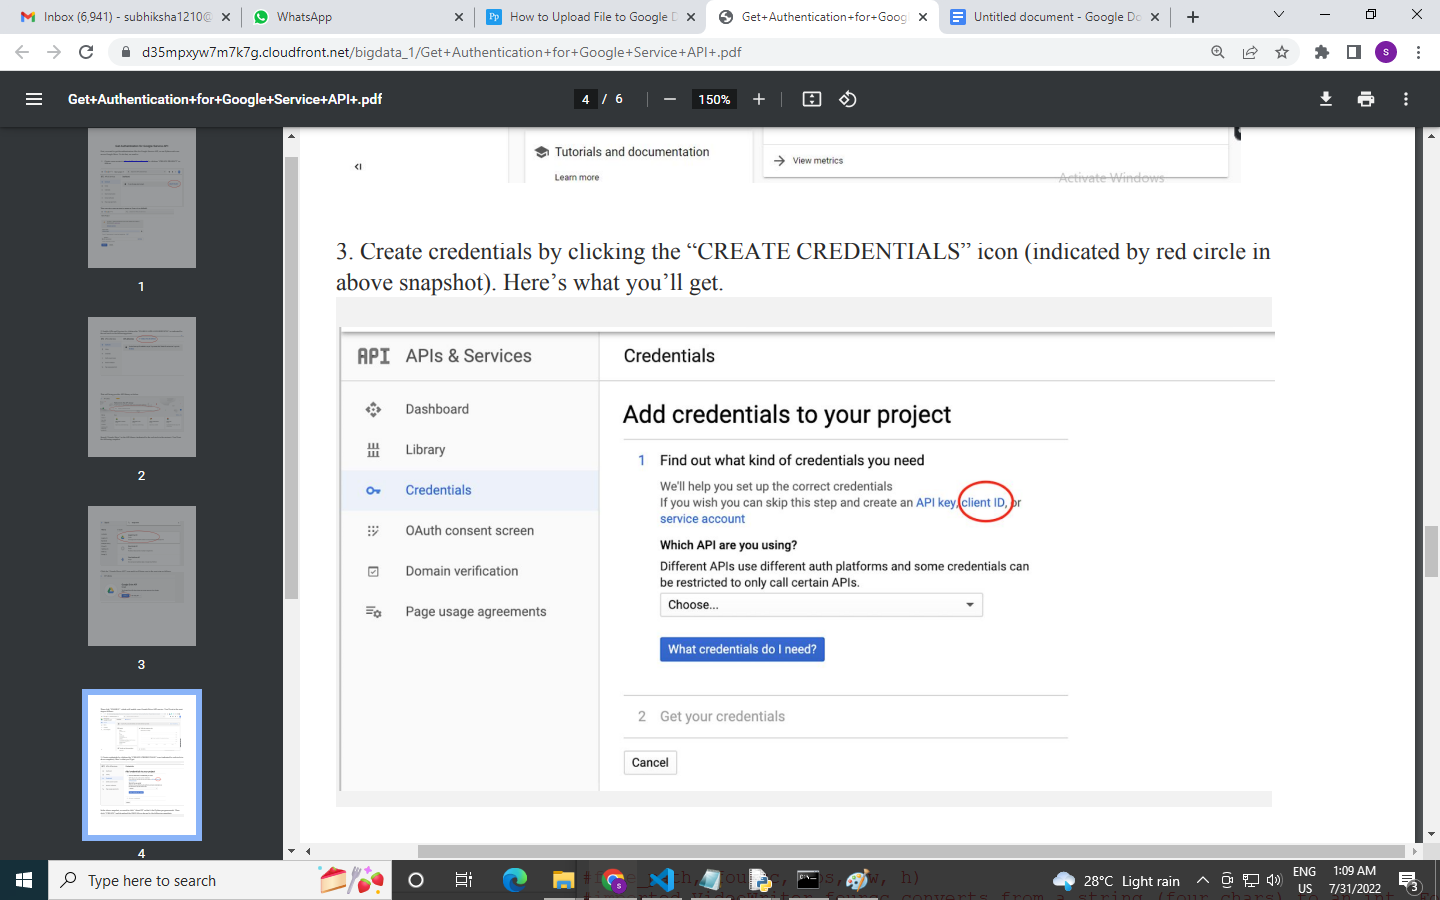 Inbox (6,941) - subhiksha1210@
WhatsApp
How to Upload File to Google D
Get+Authentication+for+Goog
Untitled document - Google Do
d35mpxyw7m7k7g.cloudfront.net/bigdata_1/Get+Authentication+for+Google+Service+API+.pdf
S
Get+Authentication+for+Google+Service+API+.pdf
4 / 6
150%
Tutorials and documentation
Learn more
View metrics
Activate Windows
3. Create credentials by clicking the “CREATE CREDENTIALS” icon (indicated by red circle in
above snapshot). Here’s what you’ll get.
API APIs & Services
Credentials
Dashboard
Library
Credentials
OAuth consent screen
Domain verification
Page usage agreements
Add credentials to your project
1 Find out what kind of credentials you need
We'll help you set up the correct credentials
If you wish you can skip this step and create an API key, client ID, or
service account
Which API are you using?
Different APIs use different auth platforms and some credentials can
be restricted to only call certain APIs.
Choose...
What credentials do I need?
2 Get your credentials
Cancel
1
2
3
4
Type here to search
28°C Light rain
ENG
US
1:09 AM
7/31/2022
3